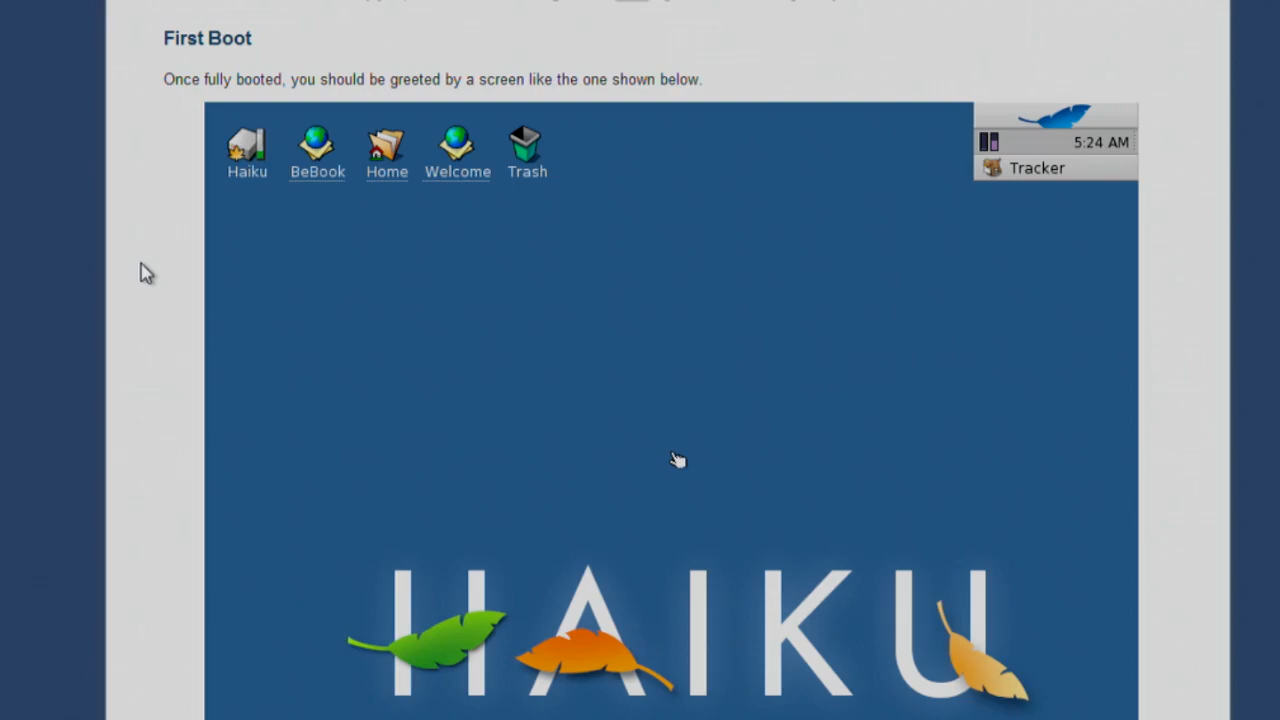 First Boot
Once fully booted, you should be greeted by a screen like the one shown below.
5:24 AM
Tracker
Haiku BeBook Home Welcome Trash
HAIKU